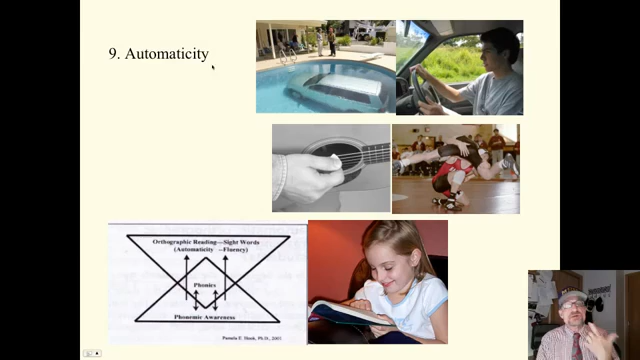 9. Automaticity
Orthographic Reading—Sight Words
(Automaticity –Fluency)
Phonics
Phonemic Awareness
Pamela E. Hook, Ph.D., 2001